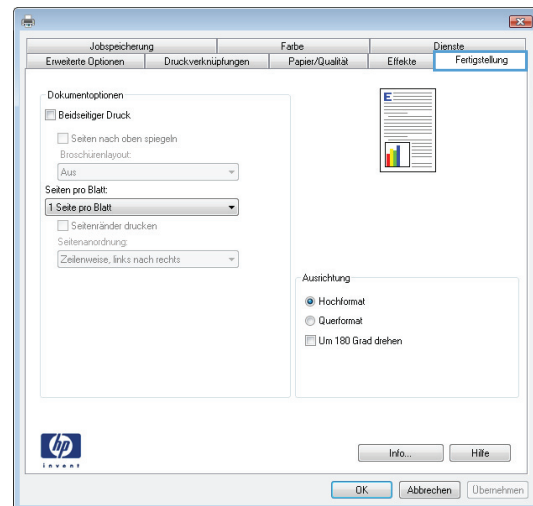 Jobspeicherung Farbe Dienste
Erweiterte Optionen Druckverknüpfungen Papier/Qualität Effekte Fertigstellung
Dokumentoptionen
Beidseitiger Druck
Seiten nach oben spiegeln
Broschürenlayout:
Aus
Seiten pro Blatt:
1 Seite pro Blatt
Seitenränder drucken
Seitenanordnung:
Zeilenweise, links nach rechts
E
Ausrichtung
Hochformat
Querformat
Um 180 Grad drehen
hp
invent
Info... Hilfe
OK Abbrechen Übernehmen